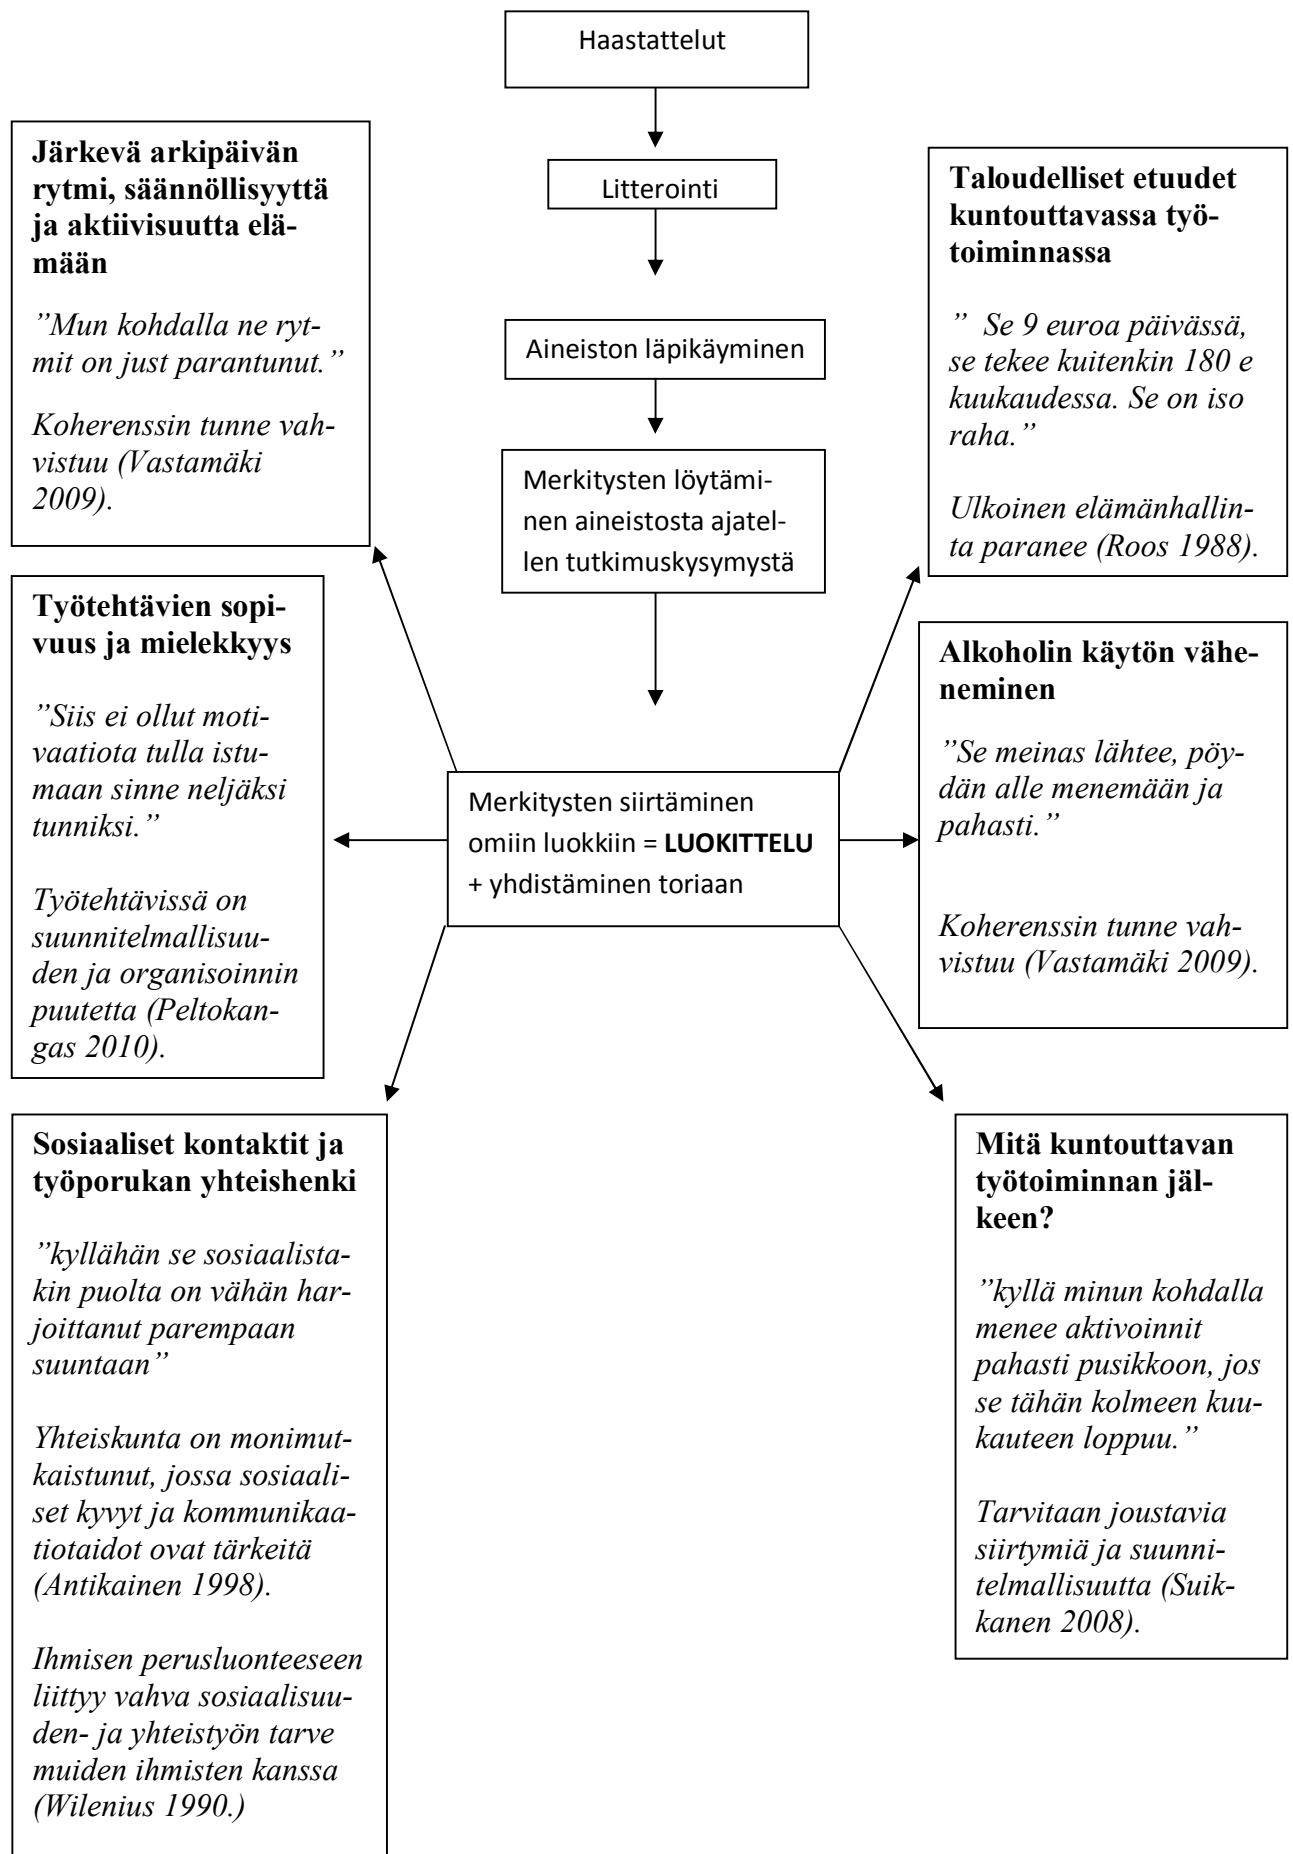 Haastattelut
Litterointi
Aineiston läpikäyminen
Merkitysten löytämi-
nen aineistosta ajatel-
len tutkimuskysymystä
Merkitysten siirtäminen
omiin luokkiin = LUOKITTELU
+ yhdistäminen toriaan
Järkevä arkipäivän
rytmi, säännöllisyyttä
ja aktiivisuutta elä-
mään
”Mun kohdalla ne ryt-
mit on just parantunut.”
Koherenssin tunne vah-
vistuu (Vastamäki
2009).
Työtehtävien sopi-
vuus ja mielekkyys
”Siis ei ollut moti-
vaatiota tulla istu-
maan sinne neljäksi
tunniksi.”
Työtehtävissä on
suunnitelmallisuu-
den ja organisoinnin
puutetta (Peltokan-
gas 2010).
Sosiaaliset kontaktit ja
työporukan yhteishenki
”kyllähän se sosiaalista-
kin puolta on vähän har-
joittanut parempaan
suuntaan”
Yhteiskunta on monimut-
kaistunut, jossa sosiaali-
set kyvyt ja kommunikaa-
tiotaidot ovat tärkeitä
(Antikainen 1998).
Ihmisen perusluonteeseen
liittyy vahva sosiaalisuu-
den- ja yhteistyön tarve
muiden ihmisten kanssa
(Wilenius 1990.)
Taloudelliset etuudet
kuntouttavassa työ-
toiminnassa
” Se 9 euroa päivässä,
se tekee kuitenkin 180 e
kuukaudessa. Se on iso
raha.”
Ulkoinen elämänhallin-
ta paranee (Roos 1988).
Alkoholin käytön vähe-
neminen
”Se meinas lähtee, pöy-
dän alle menemään ja
pahasti.”
Koherenssin tunne vah-
vistuu (Vastamäki 2009).
Mitä kuntouttavan
työtoiminnan jäl-
keen?
”kyllä minun kohdalla
menee aktivoinnit
pahasti pusikkoon, jos
se tähän kolmeen kuu-
kauteen loppuu.”
Tarvitaan joustavia
siirtymiä ja suunni-
telmallisuutta (Suik-
kanen 2008).